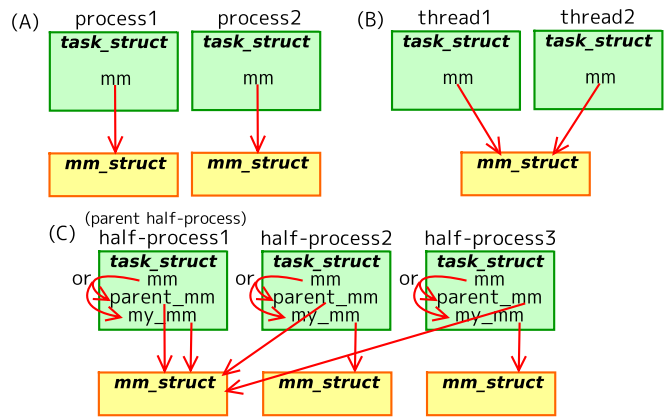 (A)
process1 process2
task_struct task_struct
mm mm
mm_struct mm_struct
(B)
thread1 thread2
task_struct task_struct
mm mm
mm_struct
(C)
(parent half-process)
half-process1 half-process2 half-process3
task_struct task_struct task_struct
or mm or mm or mm
parent_mm parent_mm parent_mm
my_mm my_mm my_mm
mm_struct mm_struct mm_struct